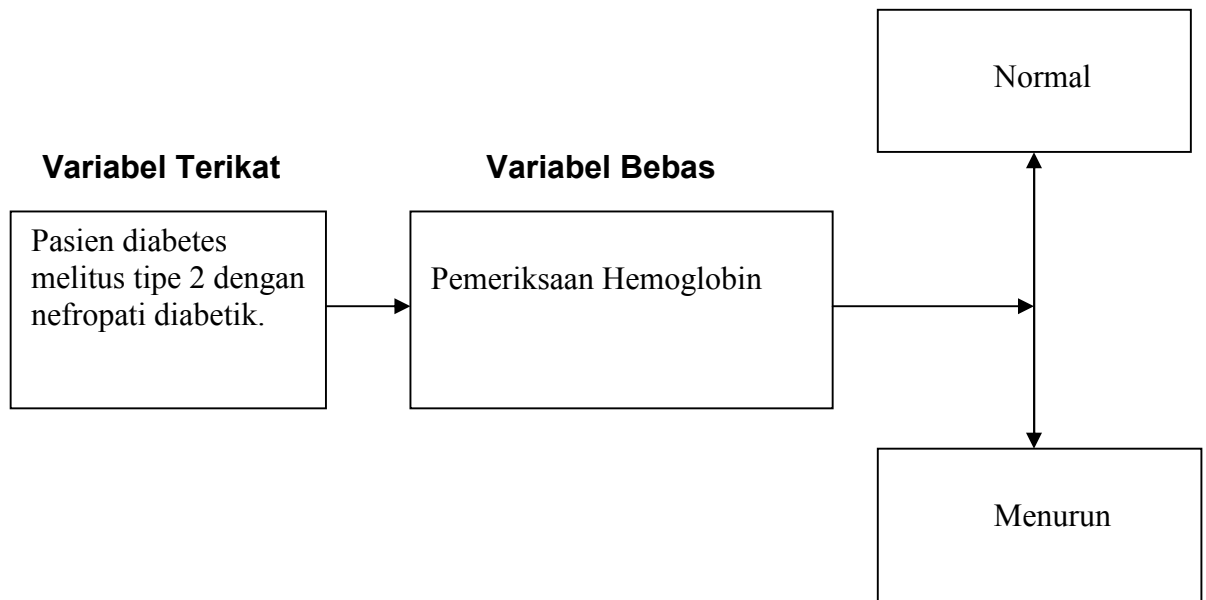 Normal
Variabel Terikat
Variabel Bebas
Pasien diabetes
melitus tipe 2 dengan
nefropati diabetik.
Pemeriksaan Hemoglobin
Menurun